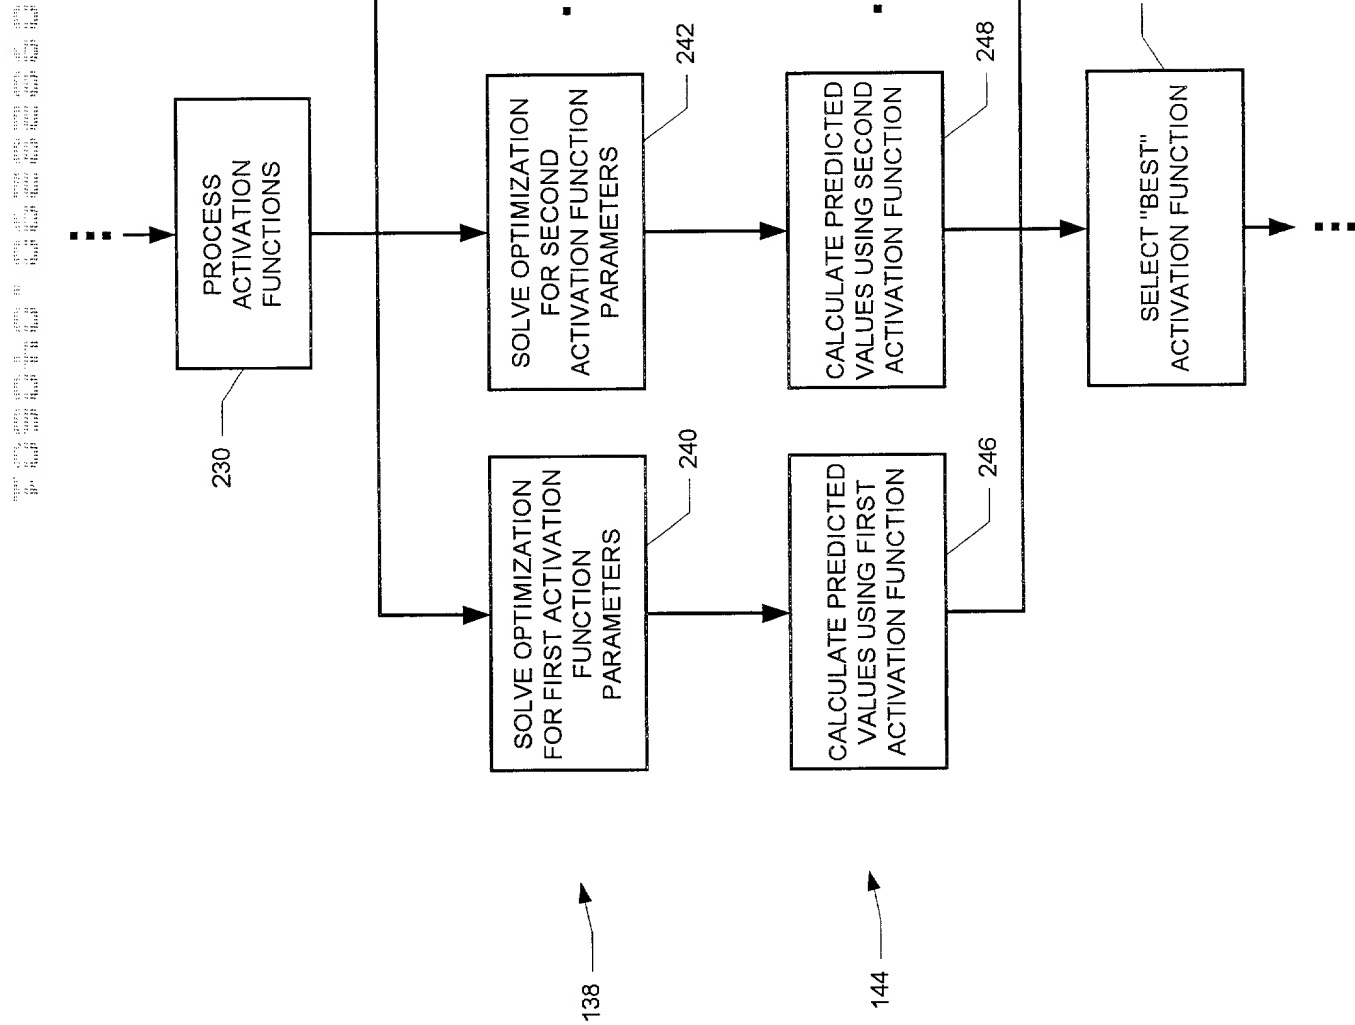 PROCESS
ACTIVATION
FUNCTIONS
230
SOLVE OPTIMIZATION
FOR FIRST ACTIVATION
FUNCTION
PARAMETERS
240
SOLVE OPTIMIZATION
FOR SECOND
ACTIVATION FUNCTION
PARAMETERS
242
138
CALCULATE PREDICTED
VALUES USING FIRST
ACTIVATION FUNCTION
246
CALCULATE PREDICTED
VALUES USING SECOND
ACTIVATION FUNCTION
248
144
SELECT "BEST"
ACTIVATION FUNCTION